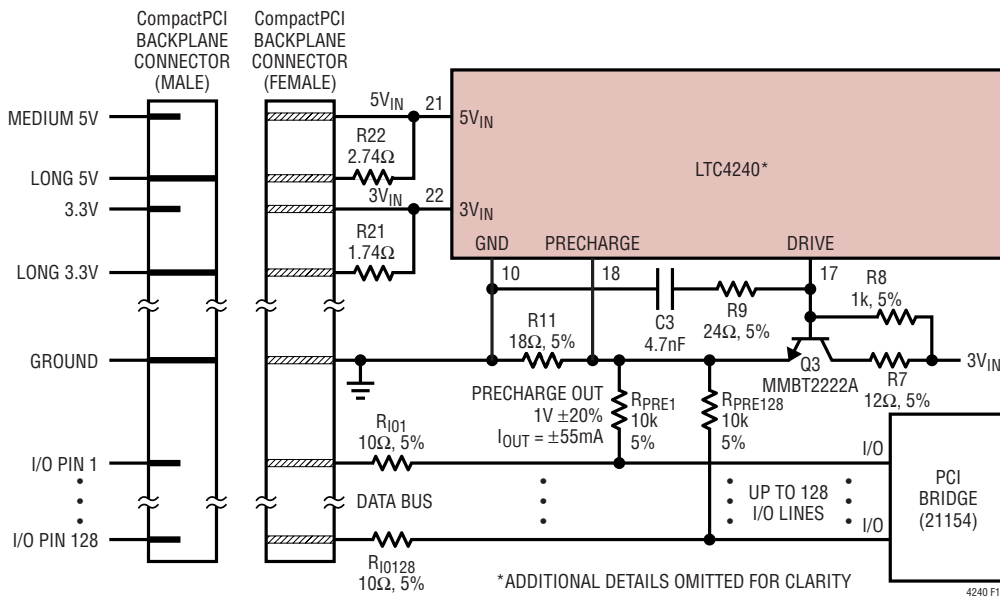 CompactPCI
BACKPLANE
CONNECTOR
(MALE)
CompactPCI
BACKPLANE
CONNECTOR
(FEMALE)
MEDIUM 5V
5VIN
21
5VIN
R22
2.74Ω
LTC4240*
LONG 5V
3.3V
3VIN
22
3VIN
R21
1.74Ω
GND
PRECHARGE
DRIVE
LONG 3.3V
10
18
17
R8
1k, 5%
C3
4.7nF
R9
24Ω, 5%
R11
18Ω, 5%
GROUND
Q3
MMBT2222A
R7
12Ω, 5%
3VIN
PRECHARGE OUT
1V ±20%
IOUT = ±55mA
RPRE1
10k
5%
RPRE128
10k
5%
RIO1
10Ω, 5%
I/O PIN 1
I/O
DATA BUS
UP TO 128
I/O LINES
PCI
BRIDGE
(21154)
I/O PIN 128
I/O
RIO128
10Ω, 5%
*ADDITIONAL DETAILS OMITTED FOR CLARITY